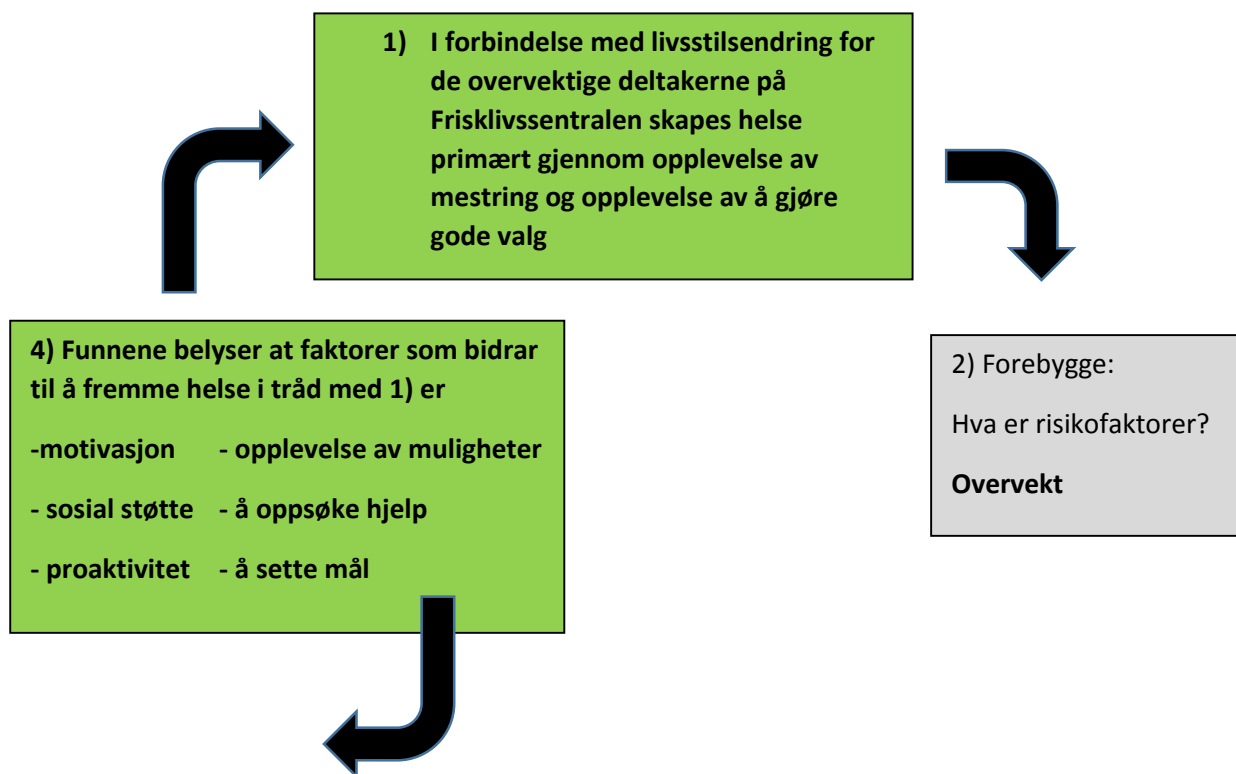 1) I forbindelse med livsstilsendring for
de overvektige deltakerne på
Frisklivssentralen skapes helse
primært gjennom opplevelse av
mestring og opplevelse av å gjøre
gode valg
4) Funnene belyser at faktorer som bidrar
til å fremme helse i tråd med 1) er
-motivasjon - opplevelse av muligheter
- sosial støtte - å oppsøke hjelp
- proaktivitet - å sette mål
2) Forebygge:
Hva er risikofaktorer?
Overvekt